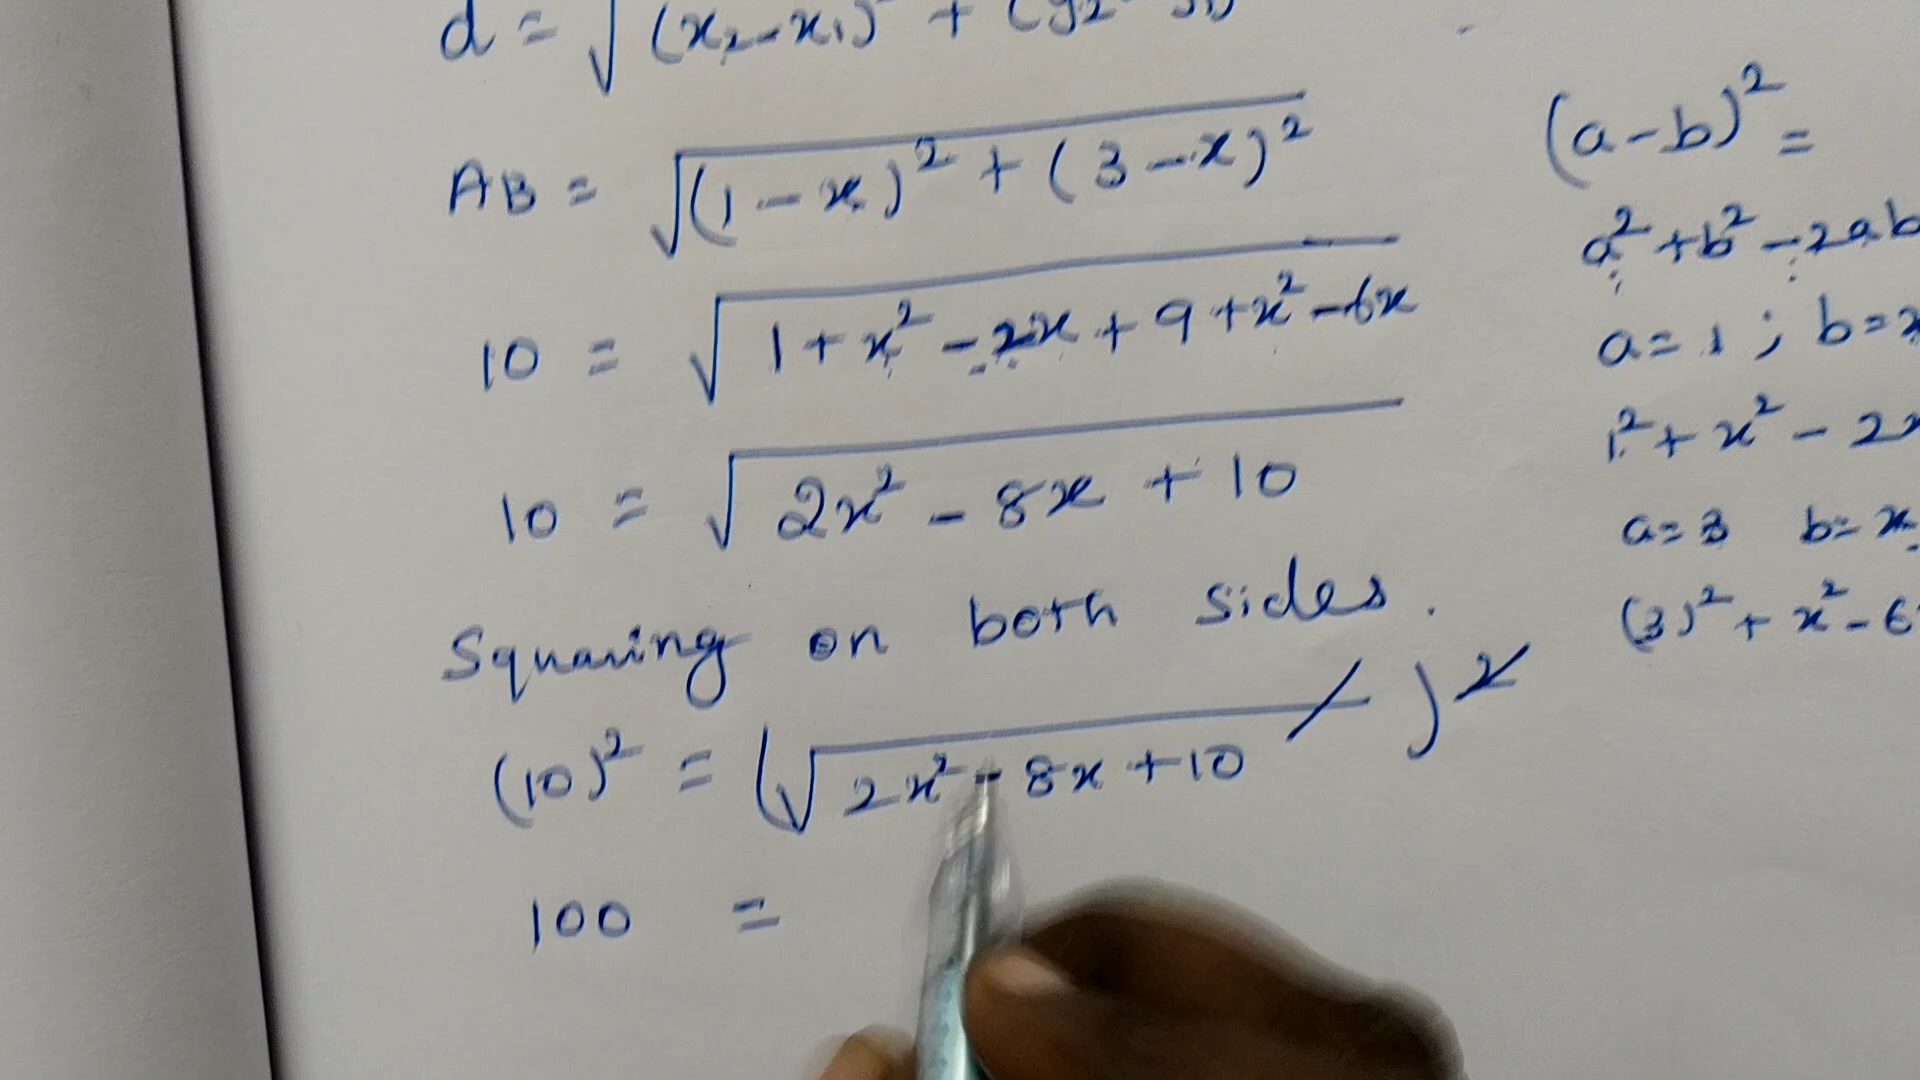 d = √(x₂-x₁)² + (y₂-y₁)
AB = √(1-x)² + (3-x)²
10 = √1+x²-2x+9+x²-6x
10 = √2x²-8x+10
Squaring on both sides.
(10)² = (√2x²-8x+10)²
100 =
(a-b)² =
a²+b²-2ab
a=1 ; b=x
1²+x²-2x
a=3 b=x
(3)²+x²-6